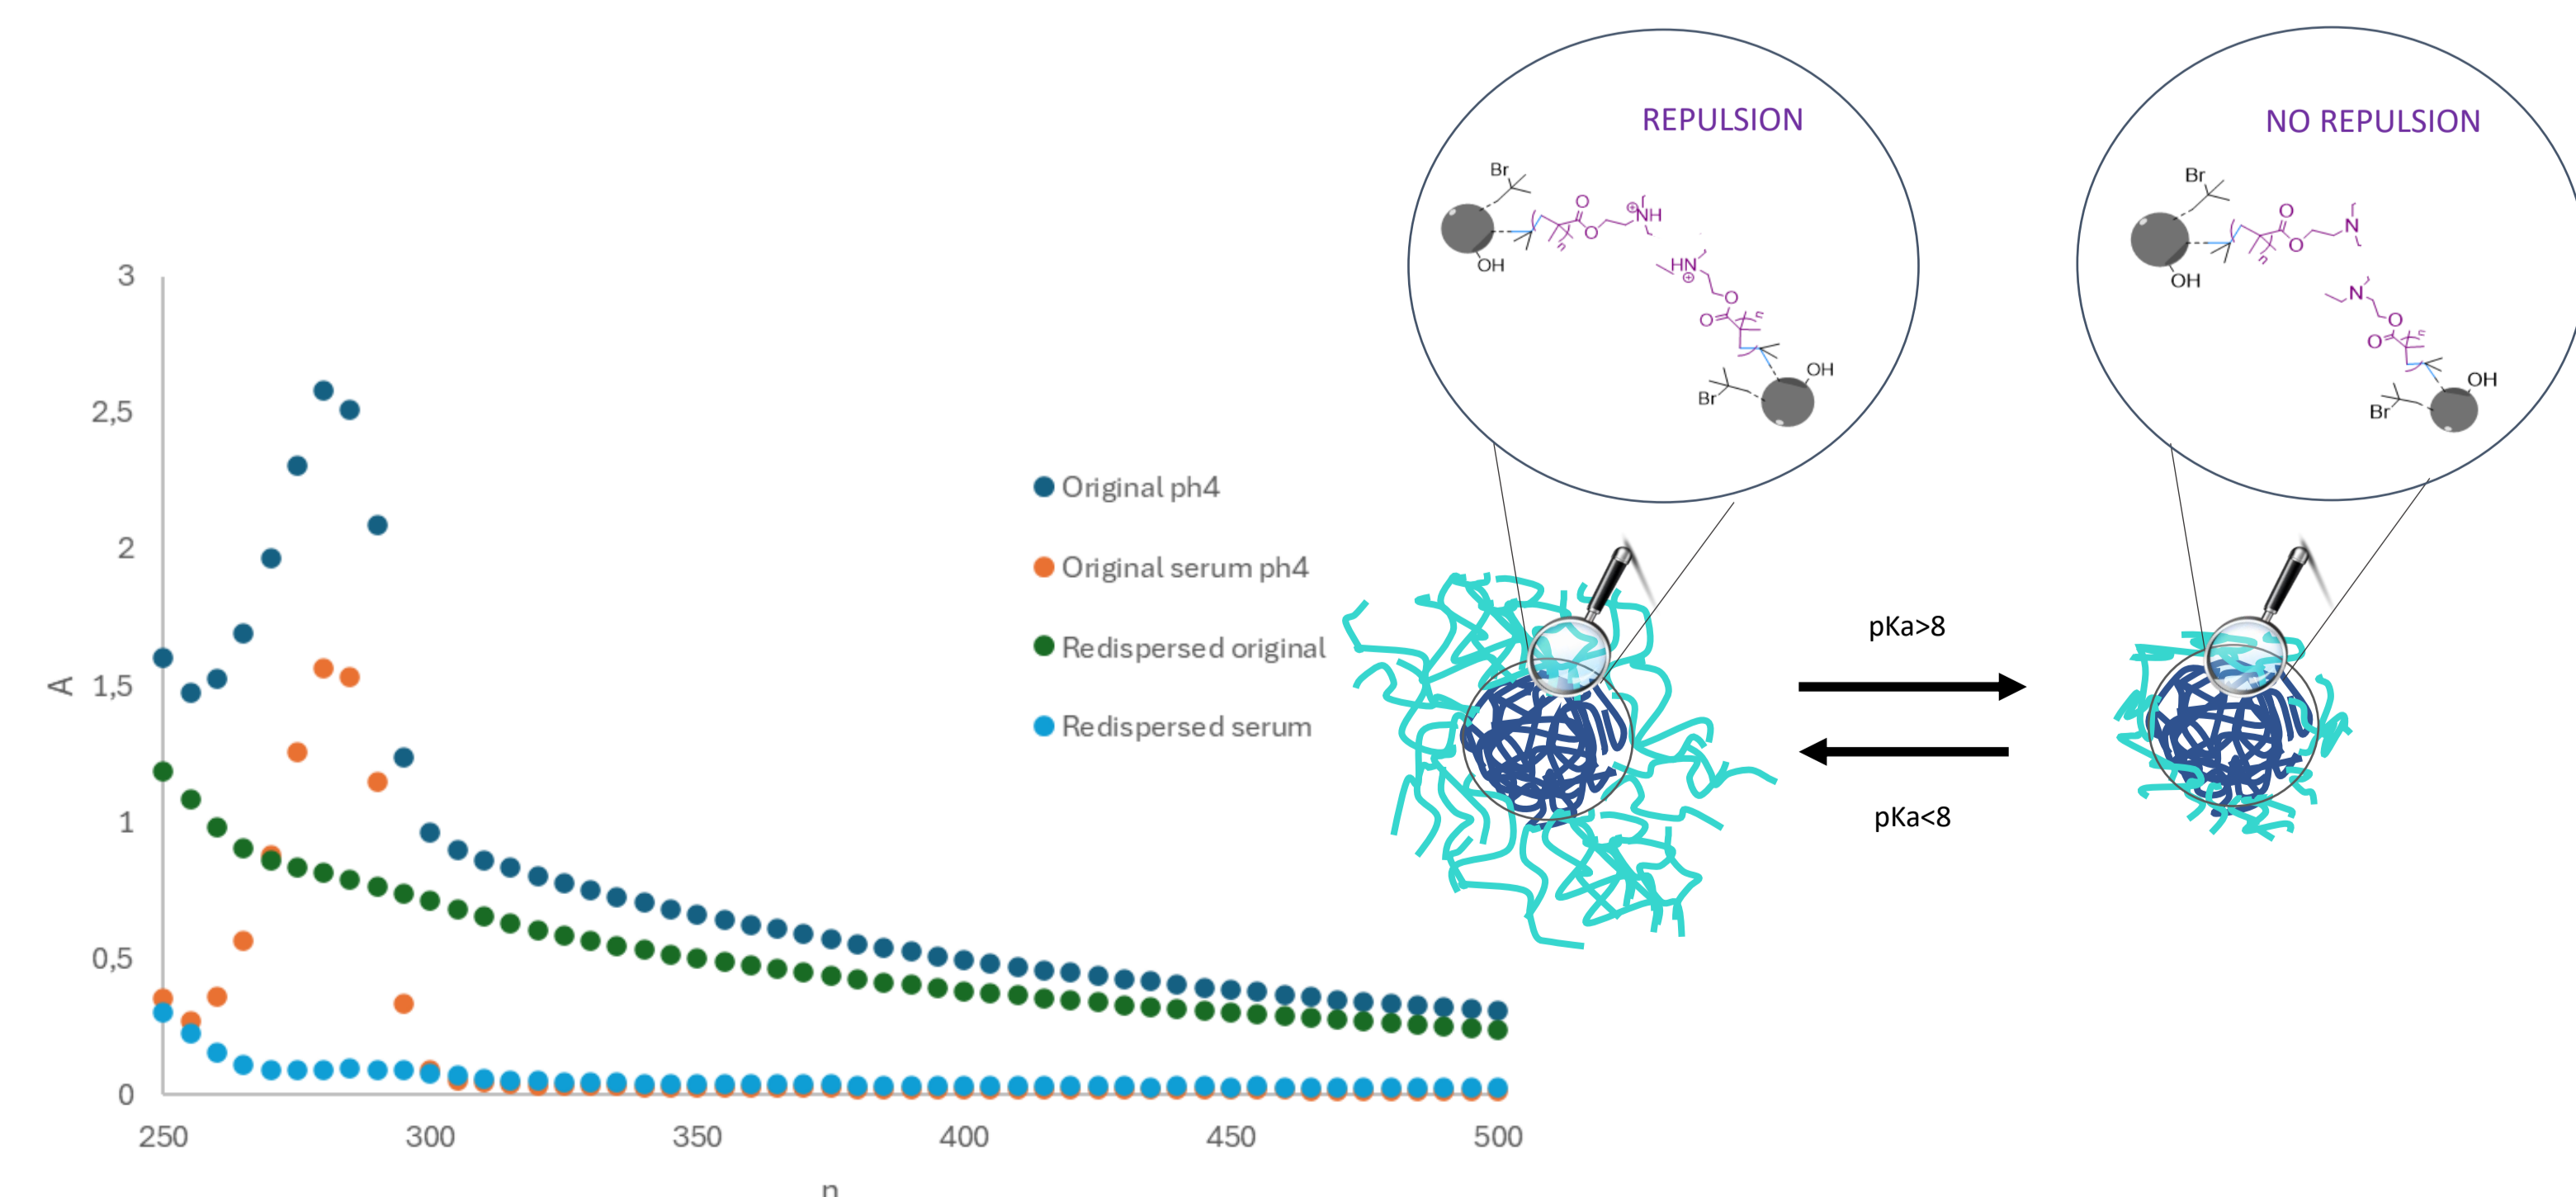 REPULSION
NO REPULSION
Br
O
⊕
NH
O
n
OH
HN
⊕
O
O
n
OH
Br
Br
O
N
O
n
OH
N
O
O
n
OH
Br
3
2,5
2
1,5
1
0,5
0
A
250
300
350
400
450
500
n
Original ph4
Original serum ph4
Redispersed original
Redispersed serum
pKa>8
pKa<8